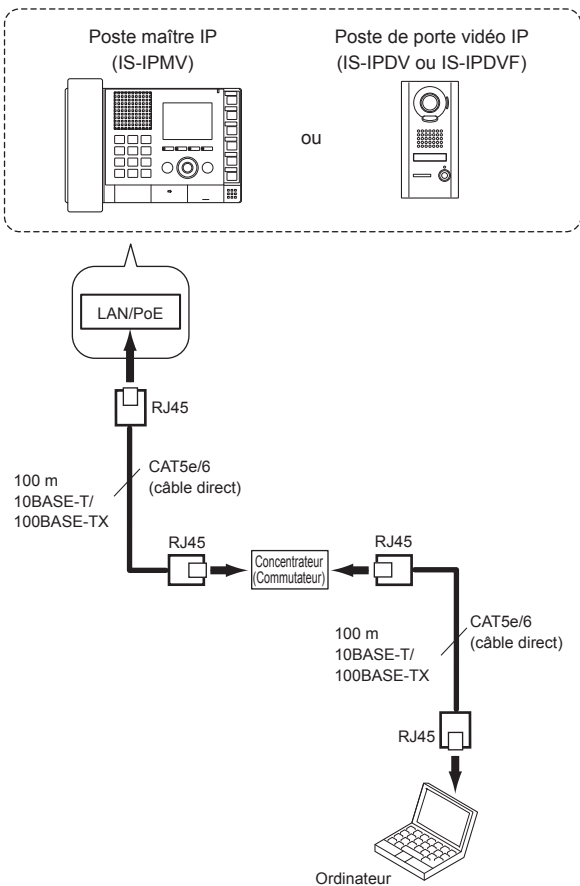 Poste maître IP
(IS-IPMV)
Poste de porte vidéo IP
(IS-IPDV ou IS-IPDVF)
ou
LAN/PoE
RJ45
CAT5e/6
(câble direct)
100 m
10BASE-T/
100BASE-TX
RJ45
Concentrateur
(Commutateur)
RJ45
CAT5e/6
(câble direct)
100 m
10BASE-T/
100BASE-TX
RJ45
Ordinateur